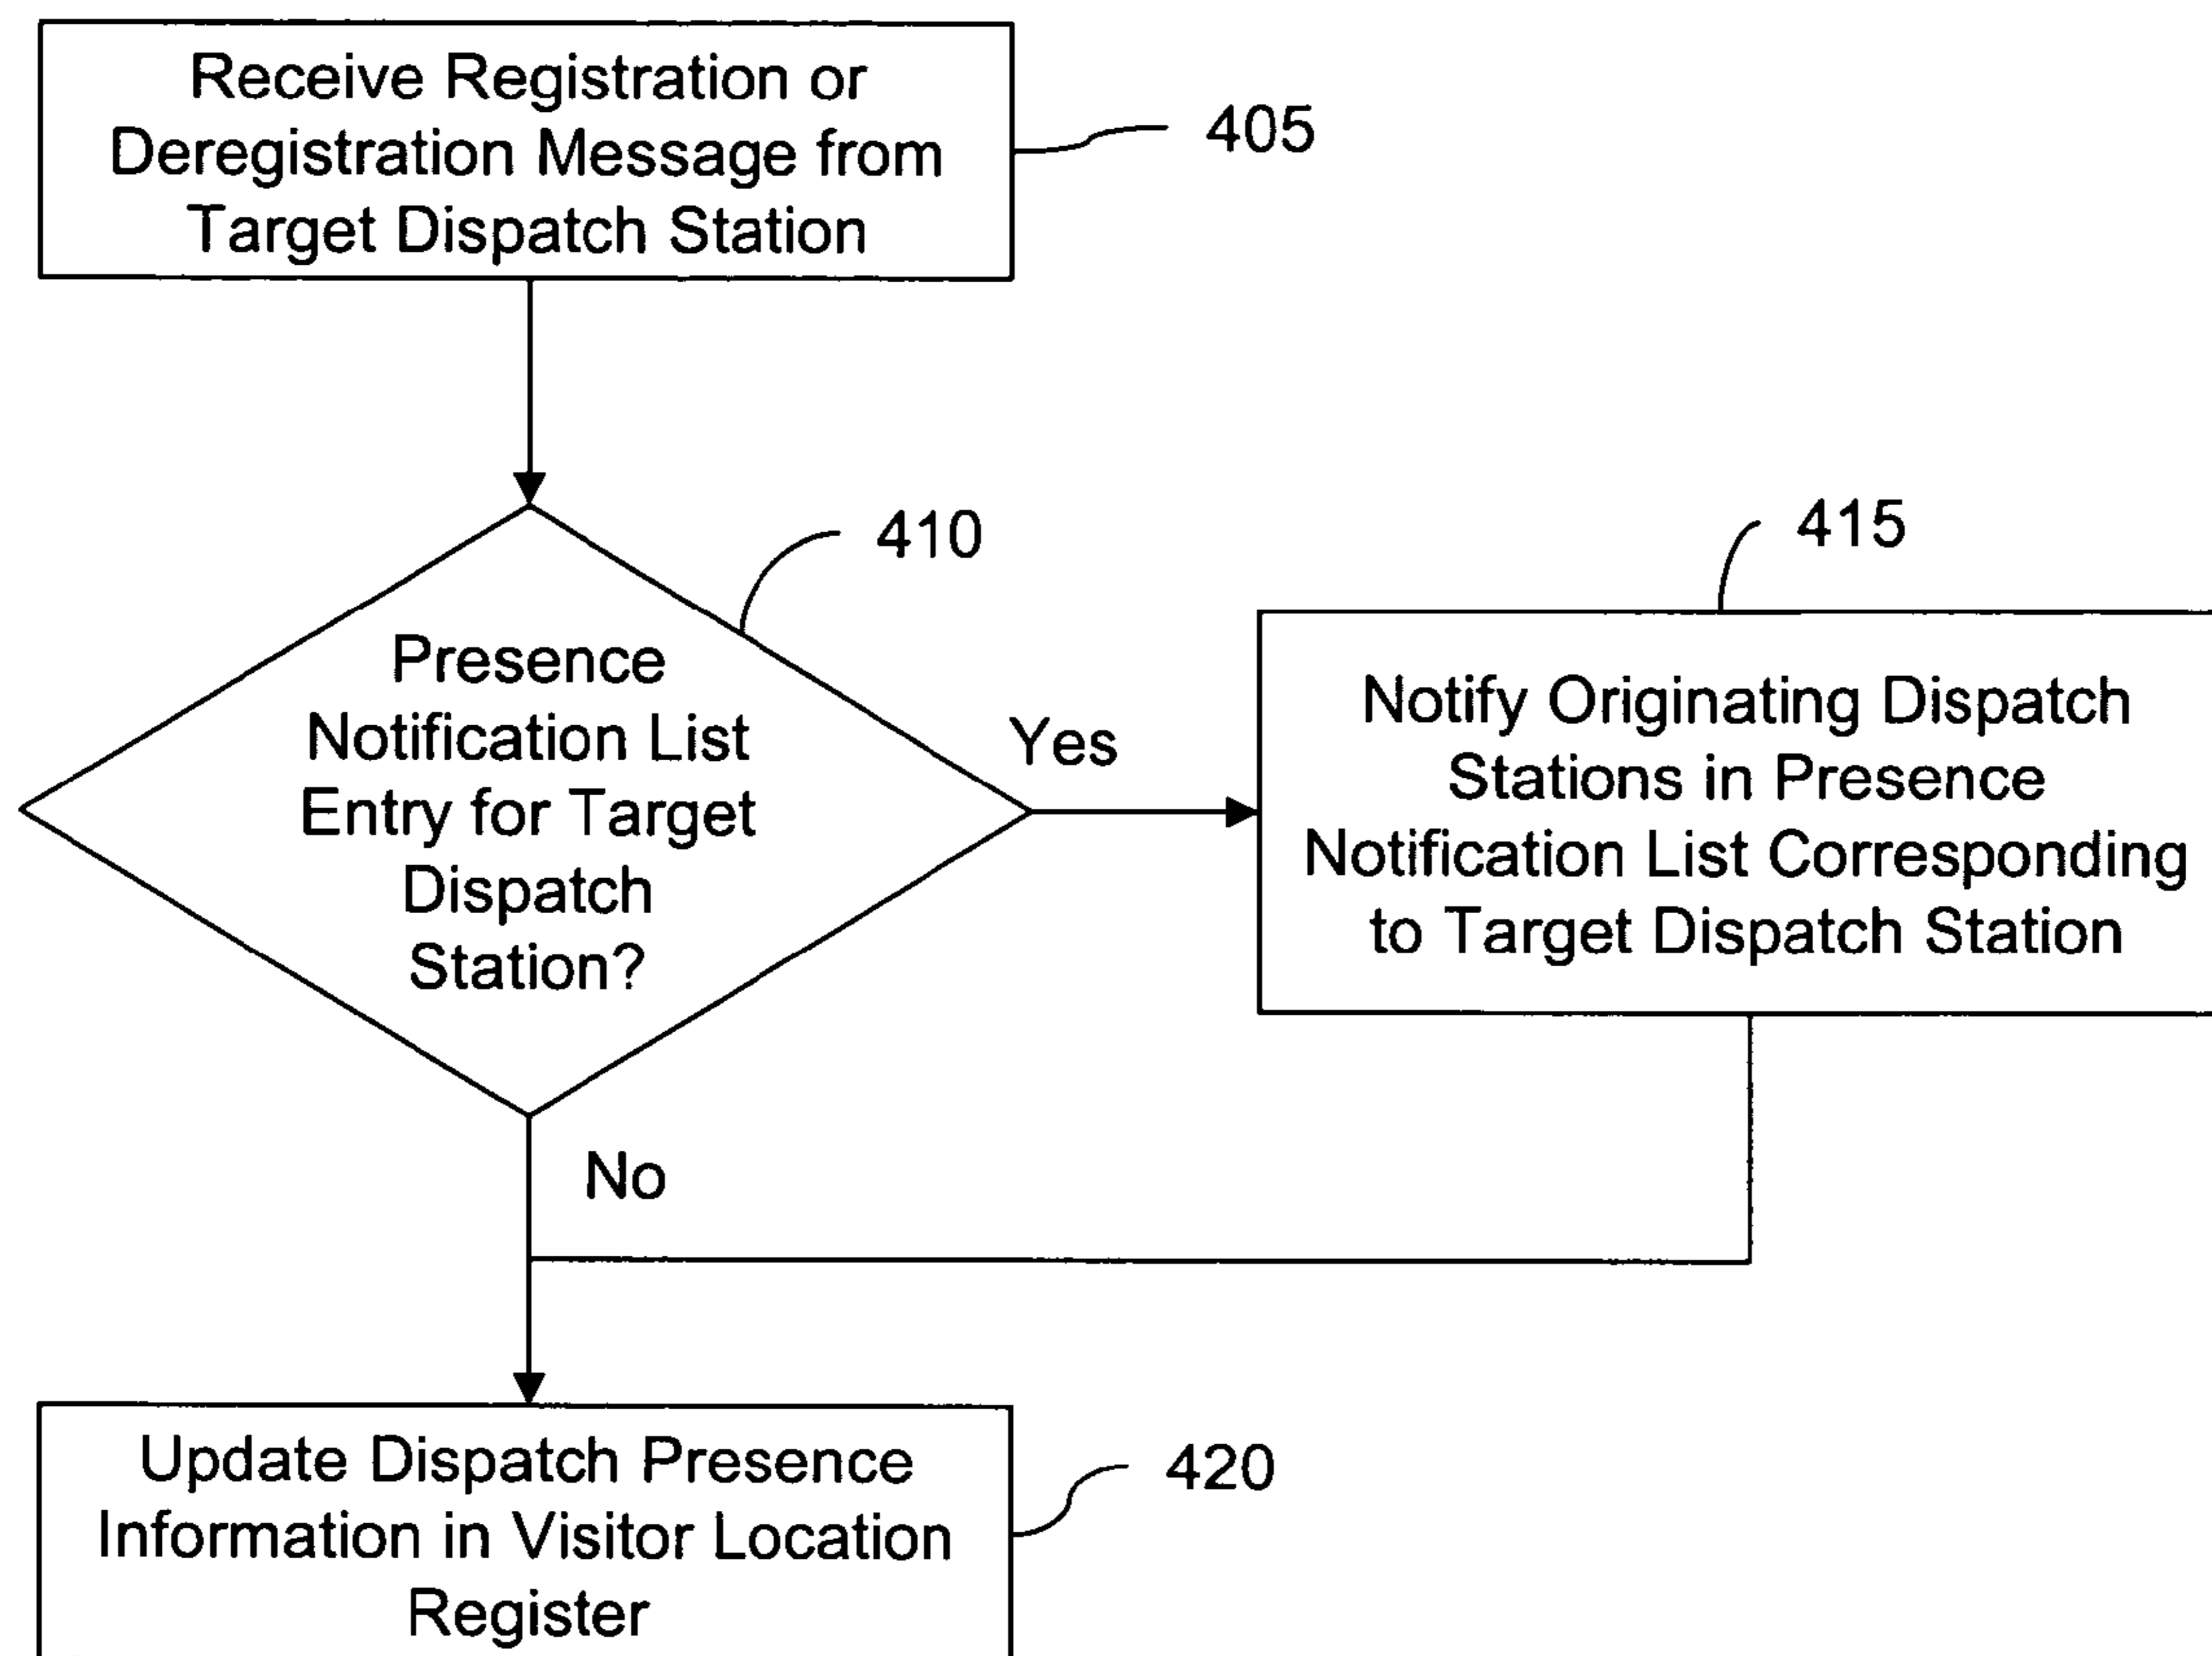 Receive Registration or
Deregistration Message from
Target Dispatch Station
405
410
Presence
Notification List
Entry for Target
Dispatch
Station?
Yes
415
Notify Originating Dispatch
Stations in Presence
Notification List Corresponding
to Target Dispatch Station
No
Update Dispatch Presence
Information in Visitor Location
Register
420